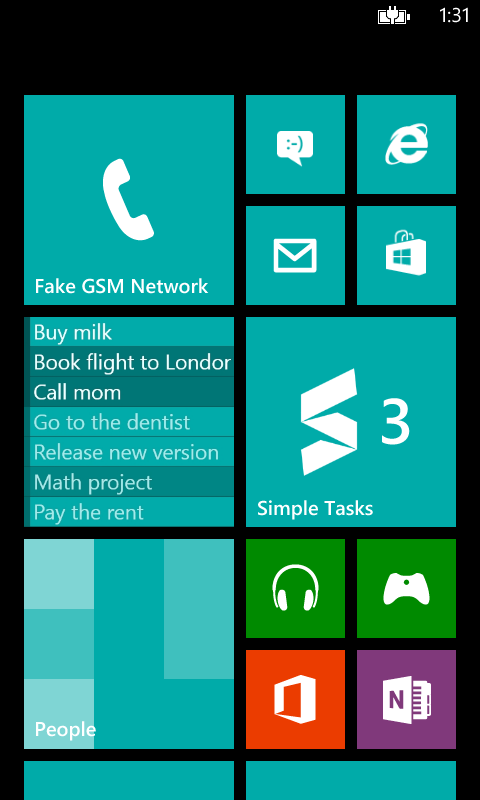 1:31
:-)
Fake GSM Network
Buy milk
Book flight to Londor
Call mom
Go to the dentist
Release new version
Math project
Pay the rent
3
Simple Tasks
People
N